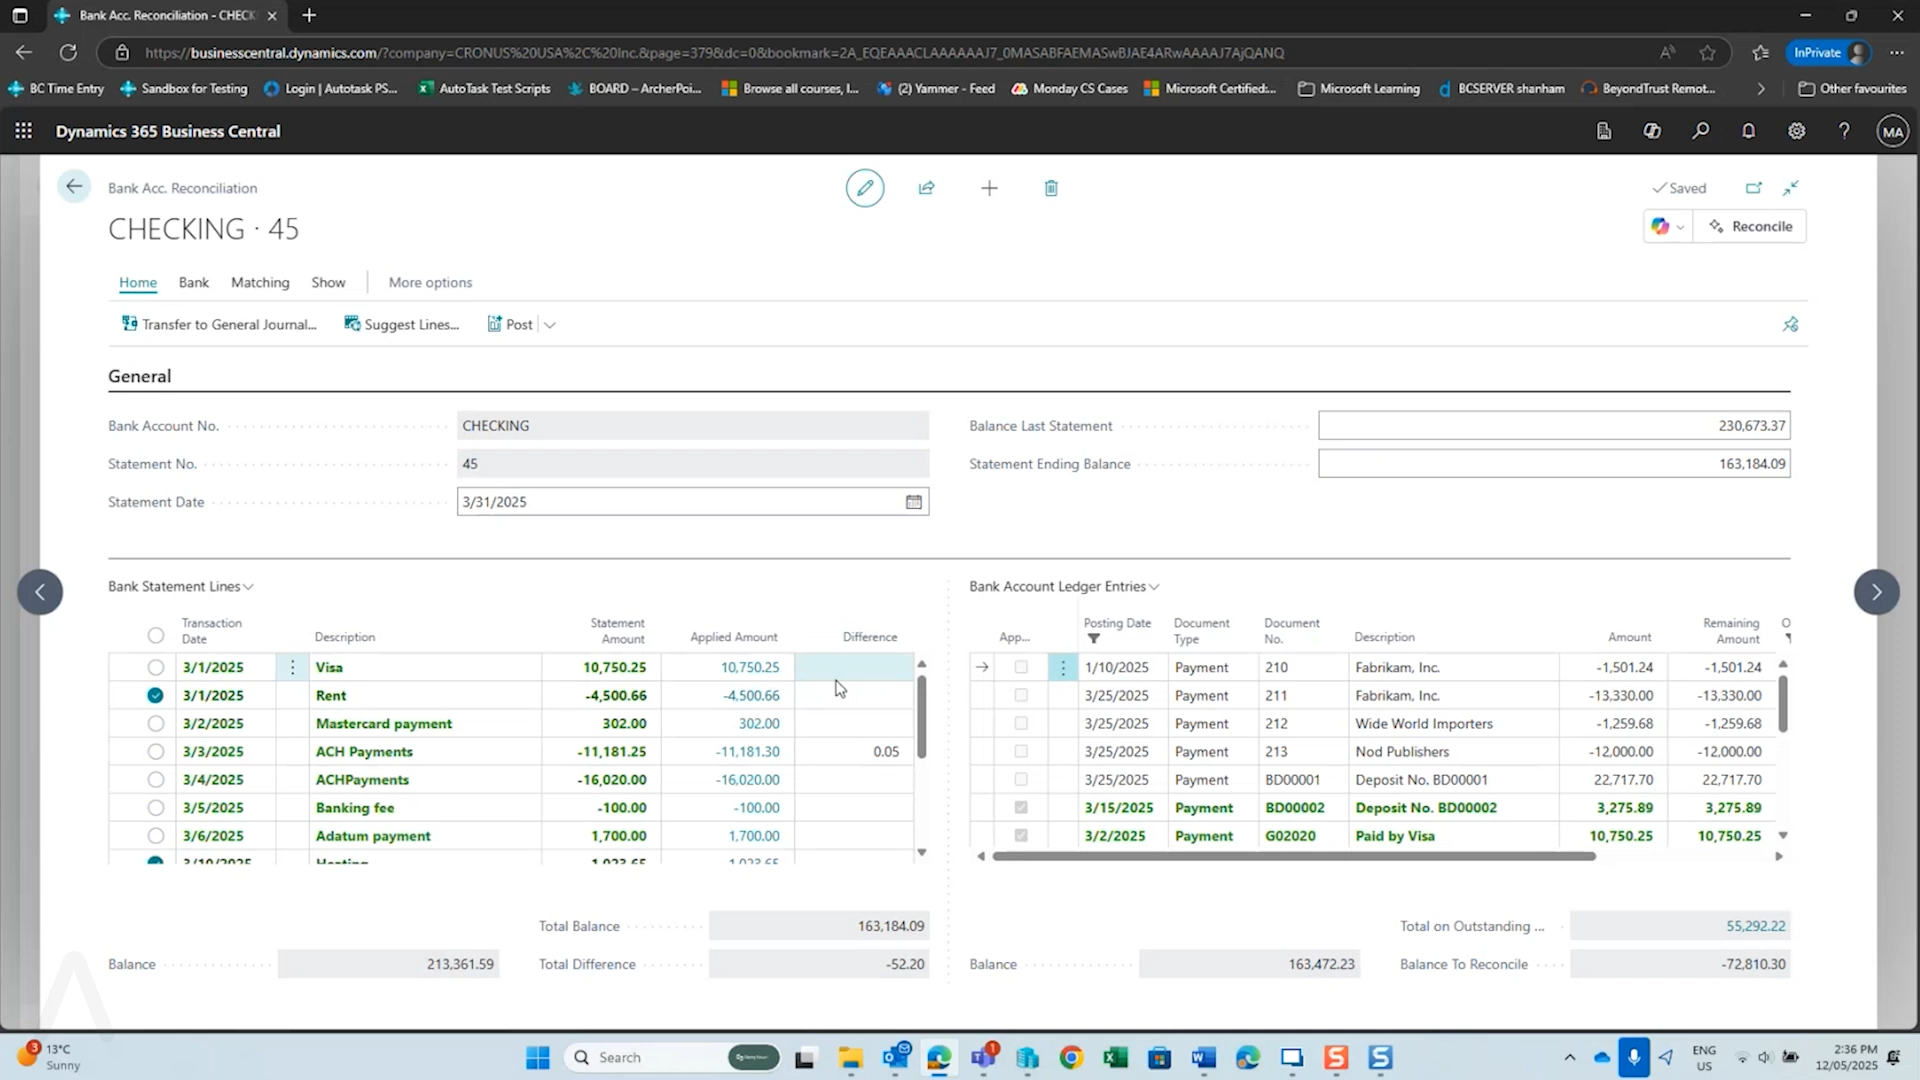 Bank Acc. Reconciliation - CHECK
https://businesscentral.dynamics.com/?company=CRONUS%20USA%2C%20Inc.&page=379&dc=0&bookmark=2A_EQEAAACLAAAAAAJ7_0MASABFAEMASwBJAE4ARwAAAAJ7AjQANQ
InPrivate
BC Time Entry
Sandbox for Testing
Login | Autotask PS...
AutoTask Test Scripts
BOARD – ArcherPoi...
Browse all courses, l...
(2) Yammer - Feed
Monday CS Cases
Microsoft Certified:...
Microsoft Learning
BCSERVER shanham
BeyondTrust Remot...
Other favourites
Dynamics 365 Business Central
MA
Bank Acc. Reconciliation
Saved
CHECKING · 45
Reconcile
Home Bank Matching Show More options
Transfer to General Journal... Suggest Lines... Post
General
Bank Account No. CHECKING
Balance Last Statement 230,673.37
Statement No. 45
Statement Ending Balance 163,184.09
Statement Date 3/31/2025
Bank Statement Lines
Transaction Date Description Statement Amount Applied Amount Difference
3/1/2025 Visa 10,750.25 10,750.25
3/1/2025 Rent -4,500.66 -4,500.66
3/2/2025 Mastercard payment 302.00 302.00
3/3/2025 ACH Payments -11,181.25 -11,181.30 0.05
3/4/2025 ACHPayments -16,020.00 -16,020.00
3/5/2025 Banking fee -100.00 -100.00
3/6/2025 Adatum payment 1,700.00 1,700.00
3/10/2025 Heating
Total Balance 163,184.09
Balance 213,361.59
Total Difference -52.20
Bank Account Ledger Entries
App... Posting Date Document Type Document No. Description Amount Remaining Amount O
1/10/2025 Payment 210 Fabrikam, Inc. -1,501.24 -1,501.24
3/25/2025 Payment 211 Fabrikam, Inc. -13,330.00 -13,330.00
3/25/2025 Payment 212 Wide World Importers -1,259.68 -1,259.68
3/25/2025 Payment 213 Nod Publishers -12,000.00 -12,000.00
3/25/2025 Payment BD00001 Deposit No. BD00001 22,717.70 22,717.70
3/15/2025 Payment BD00002 Deposit No. BD00002 3,275.89 3,275.89
3/2/2025 Payment G02020 Paid by Visa 10,750.25 10,750.25
Total on Outstanding ... 55,292.22
Balance 163,472.23
Balance To Reconcile -72,810.30
3
13°C
Sunny
Search
1
ENG
US
2:36 PM
12/05/2025